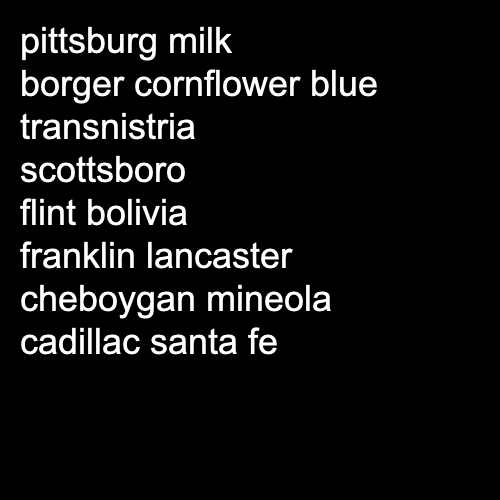 pittsburg milk
borger cornflower blue
transnistria
scottsboro
flint bolivia
franklin lancaster
cheboygan mineola
cadillac santa fe